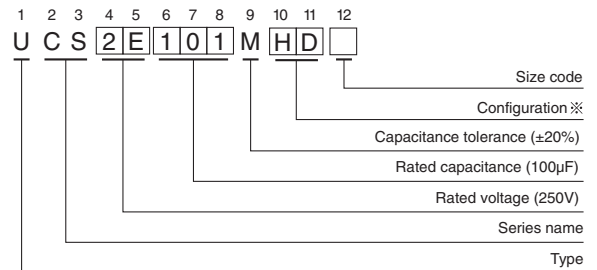 1 2 3 4 5 6 7 8 9 10 11 12
U C S 2 E 1 0 1 M H D
Size code
Configuration※
Capacitance tolerance (±20%)
Rated capacitance (100µF)
Rated voltage (250V)
Series name
Type